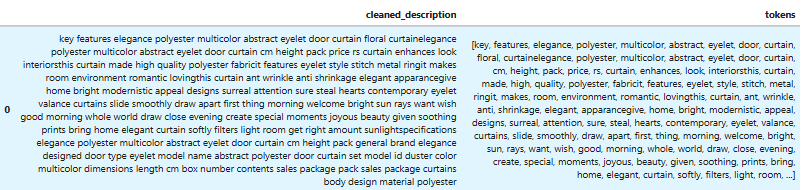 cleaned_description tokens
key features elegance polyester multicolor abstract eyelet door curtain floral curtainelegance
polyester multicolor abstract eyelet door curtain cm height pack price rs curtain enhances look
interiorsthis curtain made high quality polyester fabricit features eyelet style stitch metal ringit makes
room environment romantic lovingthis curtain ant wrinkle anti shrinkage elegant apparancegive
home bright modernistic appeal designs surreal attention sure steal hearts contemporary eyelet
valance curtains slide smoothly draw apart first thing morning welcome bright sun rays want wish
good morning whole world draw close evening create special moments joyous beauty given soothing
prints bring home elegant curtain softly filters light room get right amount sunlightspecifications
elegance polyester multicolor abstract eyelet door curtain cm height pack general brand elegance
designed door type eyelet model name abstract polyester door curtain set model id duster color
multicolor dimensions length cm box number contents sales package pack sales package curtains
body design material polyester
[key, features, elegance, polyester, multicolor, abstract, eyelet, door, curtain,
floral, curtainelegance, polyester, multicolor, abstract, eyelet, door, curtain,
cm, height, pack, price, rs, curtain, enhances, look, interiorsthis, curtain,
made, high, quality, polyester, fabricit, features, eyelet, style, stitch, metal,
ringit, makes, room, environment, romantic, lovingthis, curtain, ant, wrinkle,
anti, shrinkage, elegant, apparancegive, home, bright, modernistic, appeal,
designs, surreal, attention, sure, steal, hearts, contemporary, eyelet, valance,
curtains, slide, smoothly, draw, apart, first, thing, morning, welcome, bright,
sun, rays, want, wish, good, morning, whole, world, draw, close, evening,
create, special, moments, joyous, beauty, given, soothing, prints, bring,
home, elegant, curtain, softly, filters, light, room, ...]
0